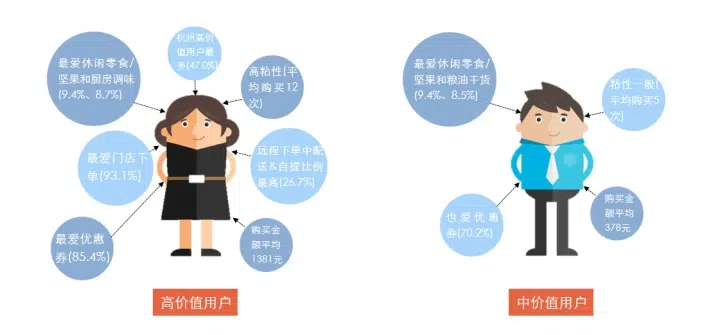 杭州高价
值用户最
多(47.0%)
最爱休闲零食/
坚果和厨房调味
(9.4%、8.7%)
高粘性(平
均购买12
次)
最爱门店下
单(93.1%)
远程下单中配
送&自提比例
最高(26.7%)
最爱优惠
券(85.4%)
购买金
额平均
1381元
高价值用户
最爱休闲零食/
坚果和粮油干货
(9.4%、8.5%)
粘性一般(
平均购买5
次)
也爱优惠
券(70.2%)
购买金
额平均
378元
中价值用户